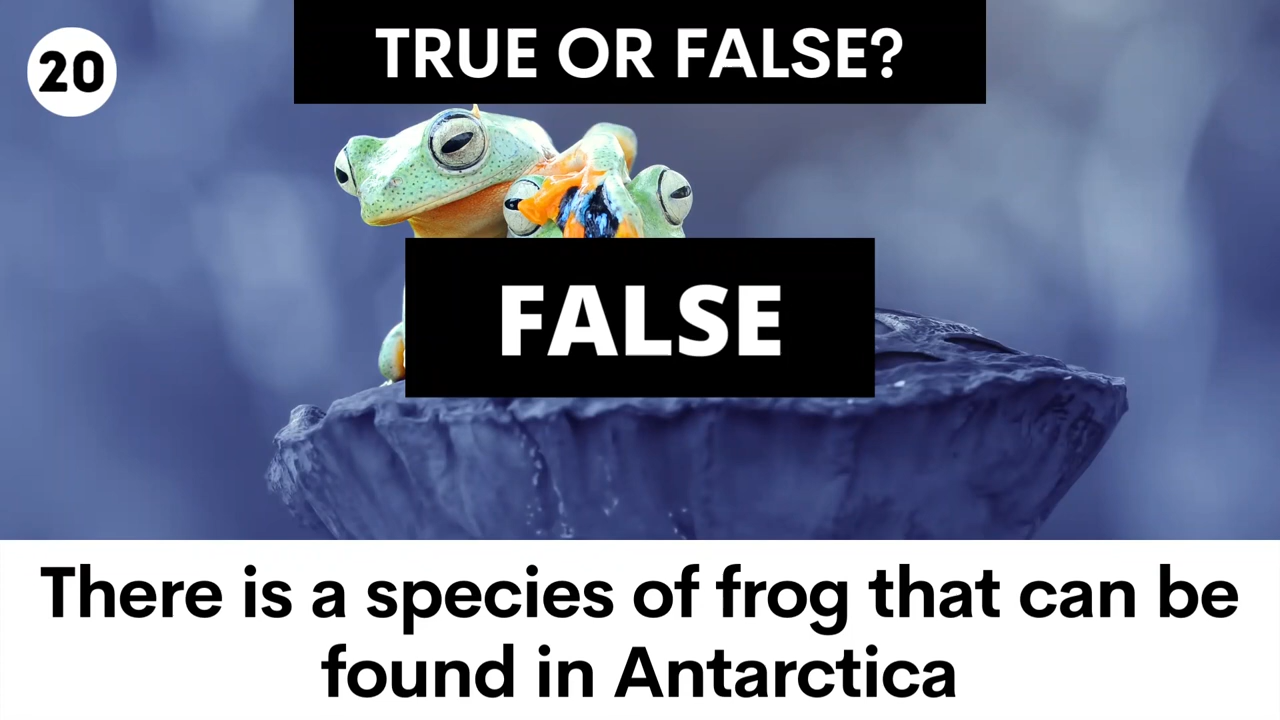 20
TRUE OR FALSE?
FALSE
There is a species of frog that can be
found in Antarctica